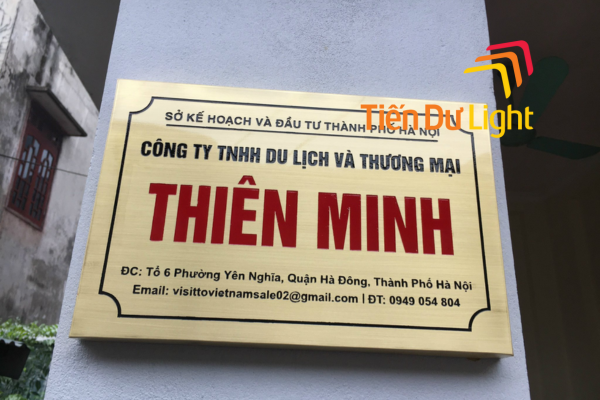 Tiến Dư Light
SỞ KẾ HOẠCH VÀ ĐẦU TƯ THÀNH PHỐ HÀ NỘI
CÔNG TY TNHH DU LỊCH VÀ THƯƠNG MẠI
THIÊN MINH
ĐC: Tổ 6 Phường Yên Nghĩa, Quận Hà Đông, Thành Phố Hà Nội
Email: visittovietnamsale02@gmail.com | ĐT: 0949 054 804